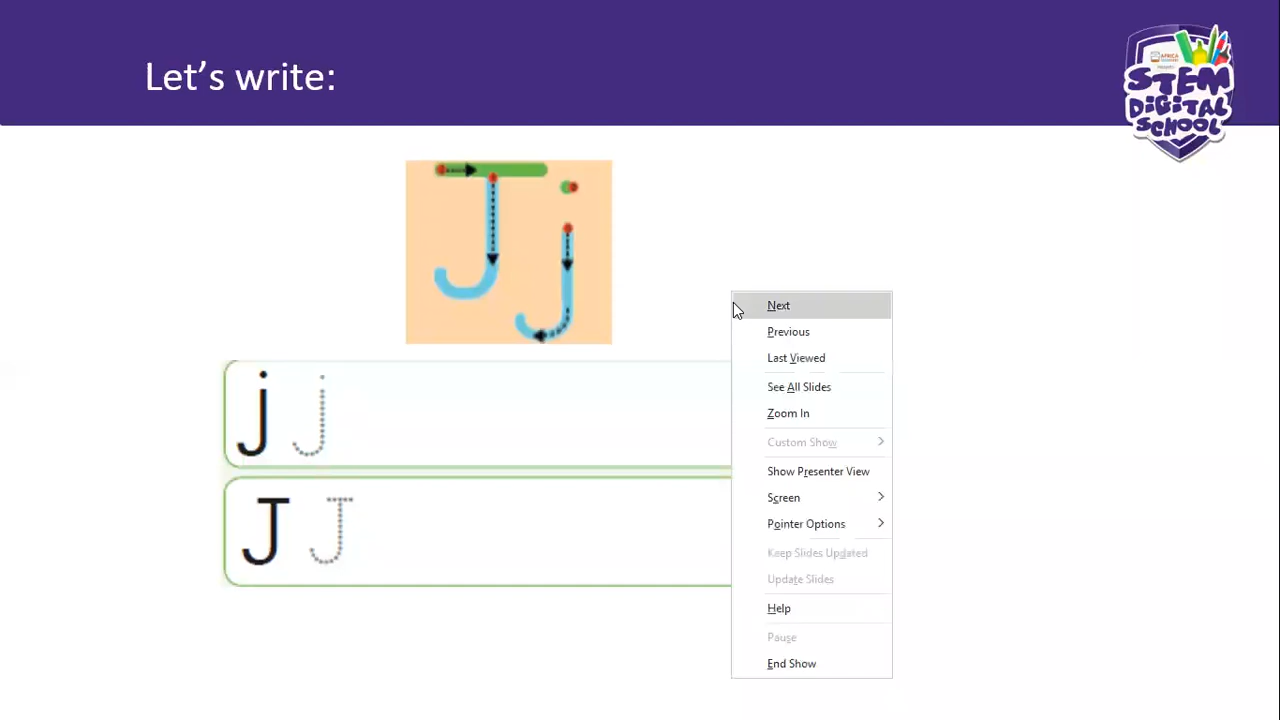 Let's write:
AFRICA
STEM
DIGITAL
SCHOOL
J j
j j
J J
Next
Previous
Last Viewed
See All Slides
Zoom In
Custom Show
Show Presenter View
Screen
Pointer Options
Keep Slides Updated
Update Slides
Help
Pause
End Show